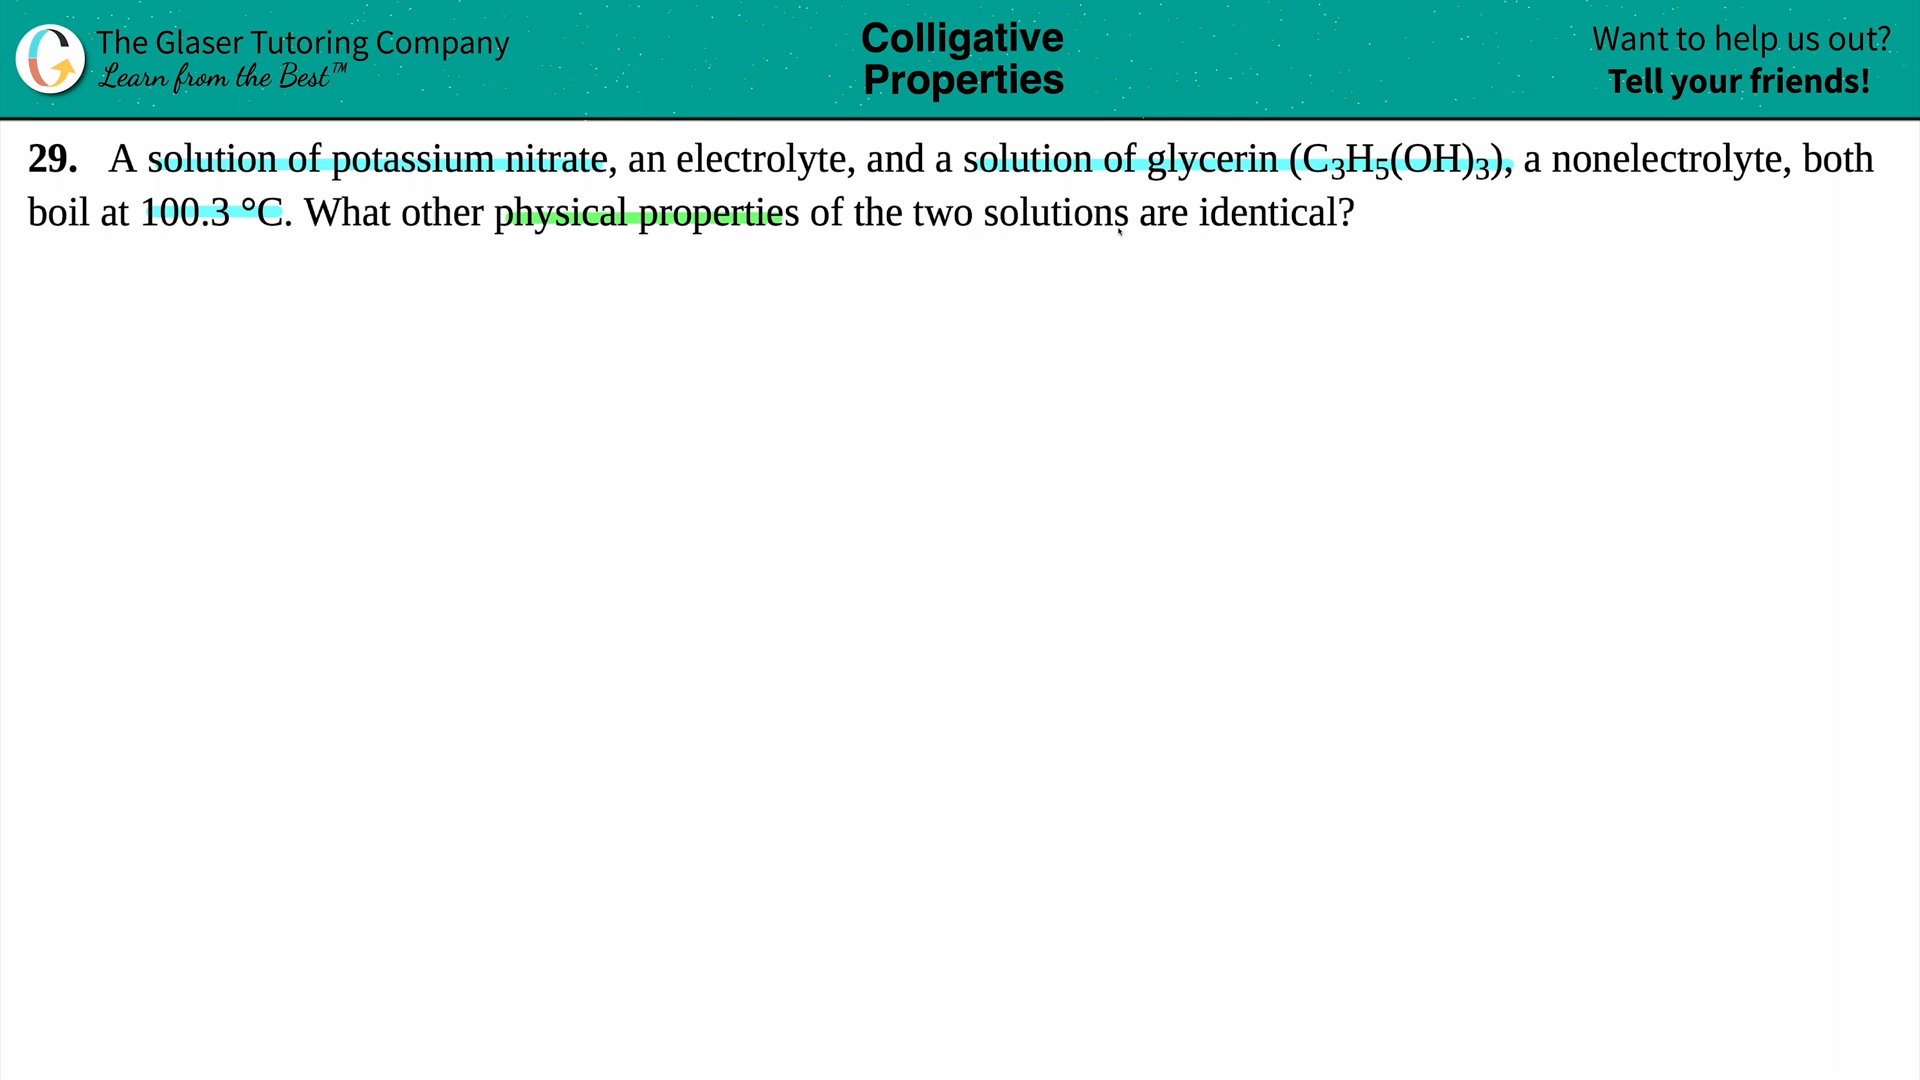 The Glaser Tutoring Company
Learn from the Best™
Colligative
Properties
Want to help us out?
Tell your friends!
29. A solution of potassium nitrate, an electrolyte, and a solution of glycerin (C₃H₅(OH)₃), a nonelectrolyte, both
boil at 100.3 °C. What other physical properties of the two solutions are identical?